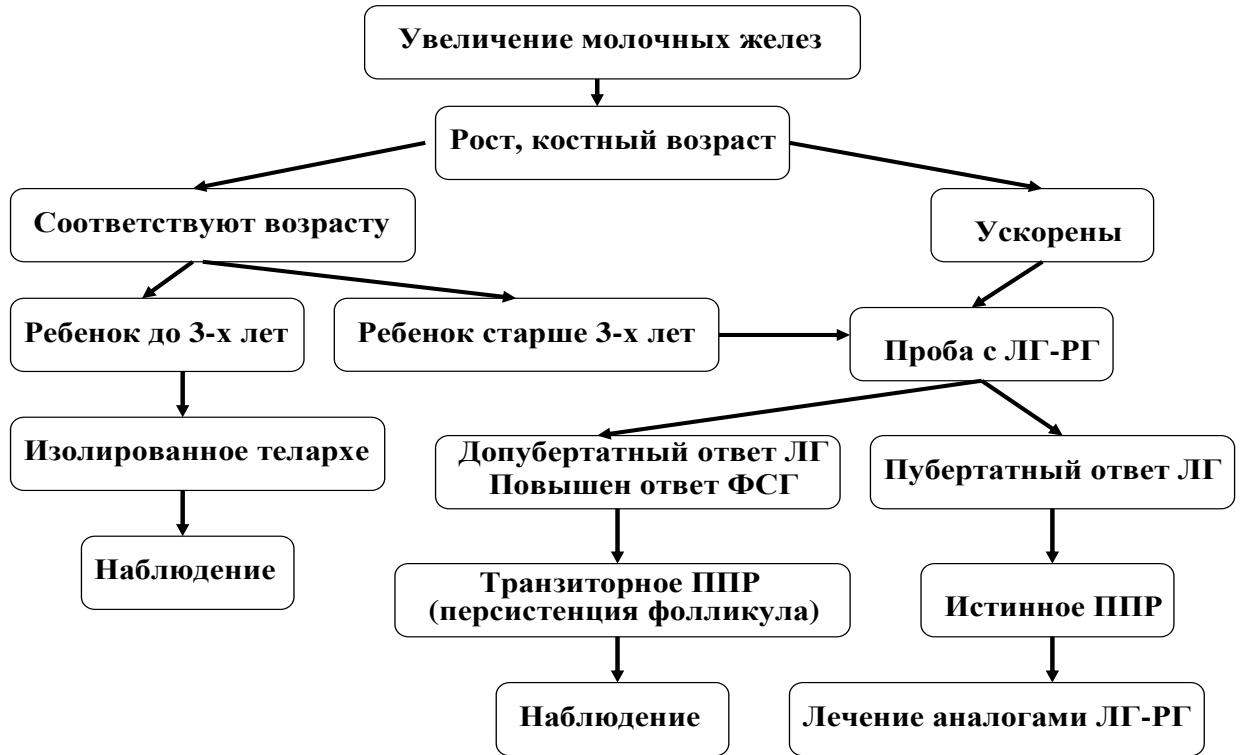 Увеличение молочных желез
Рост, костный возраст
Соответствуют возрасту
Ускорены
Ребенок до 3-х лет
Ребенок старше 3-х лет
Проба с ЛГ-РГ
Изолированное телархе
Допубертатный ответ ЛГ
Повышен ответ ФСГ
Пубертатный ответ ЛГ
Наблюдение
Транзиторное ППР
(персистенция фолликула)
Истинное ППР
Наблюдение
Лечение аналогами ЛГ-РГ